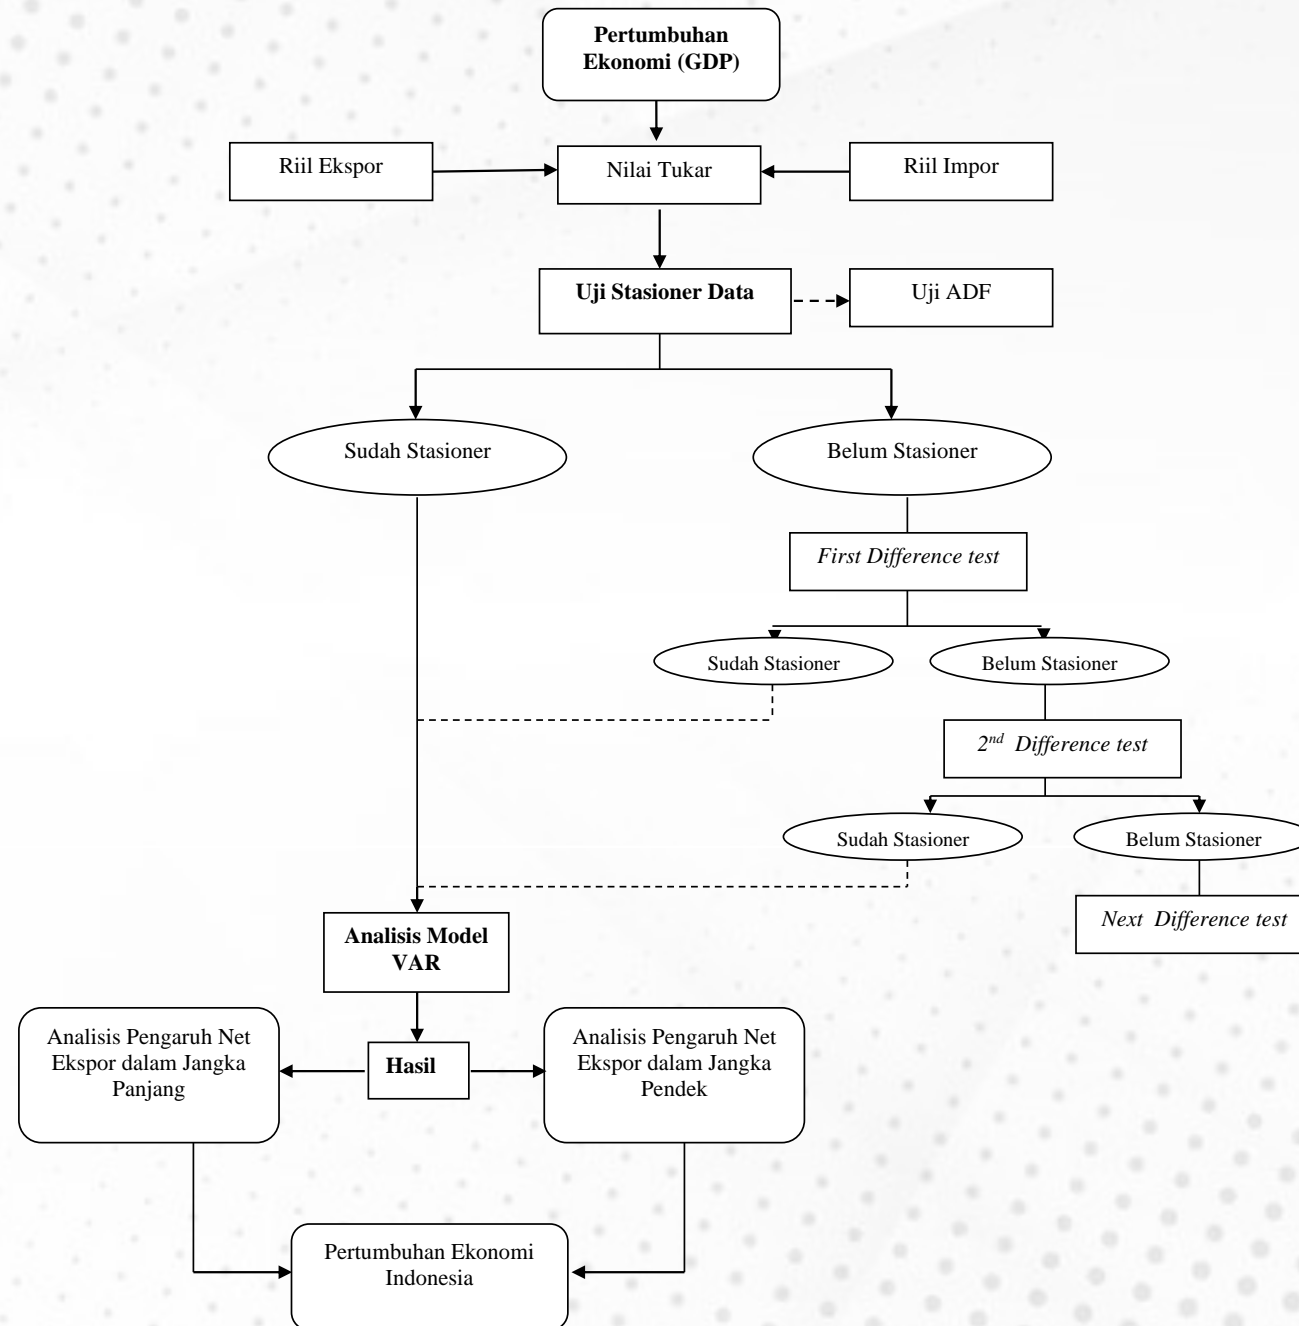 Pertumbuhan
Ekonomi (GDP)
Riil Ekspor
Nilai Tukar
Riil Impor
Uji Stasioner Data
Uji ADF
Sudah Stasioner
Belum Stasioner
First Difference test
Sudah Stasioner
Belum Stasioner
2nd Difference test
Sudah Stasioner
Belum Stasioner
Next Difference test
Analisis Model
VAR
Analisis Pengaruh Net
Ekspor dalam Jangka
Panjang
Hasil
Analisis Pengaruh Net
Ekspor dalam Jangka
Pendek
Pertumbuhan Ekonomi
Indonesia